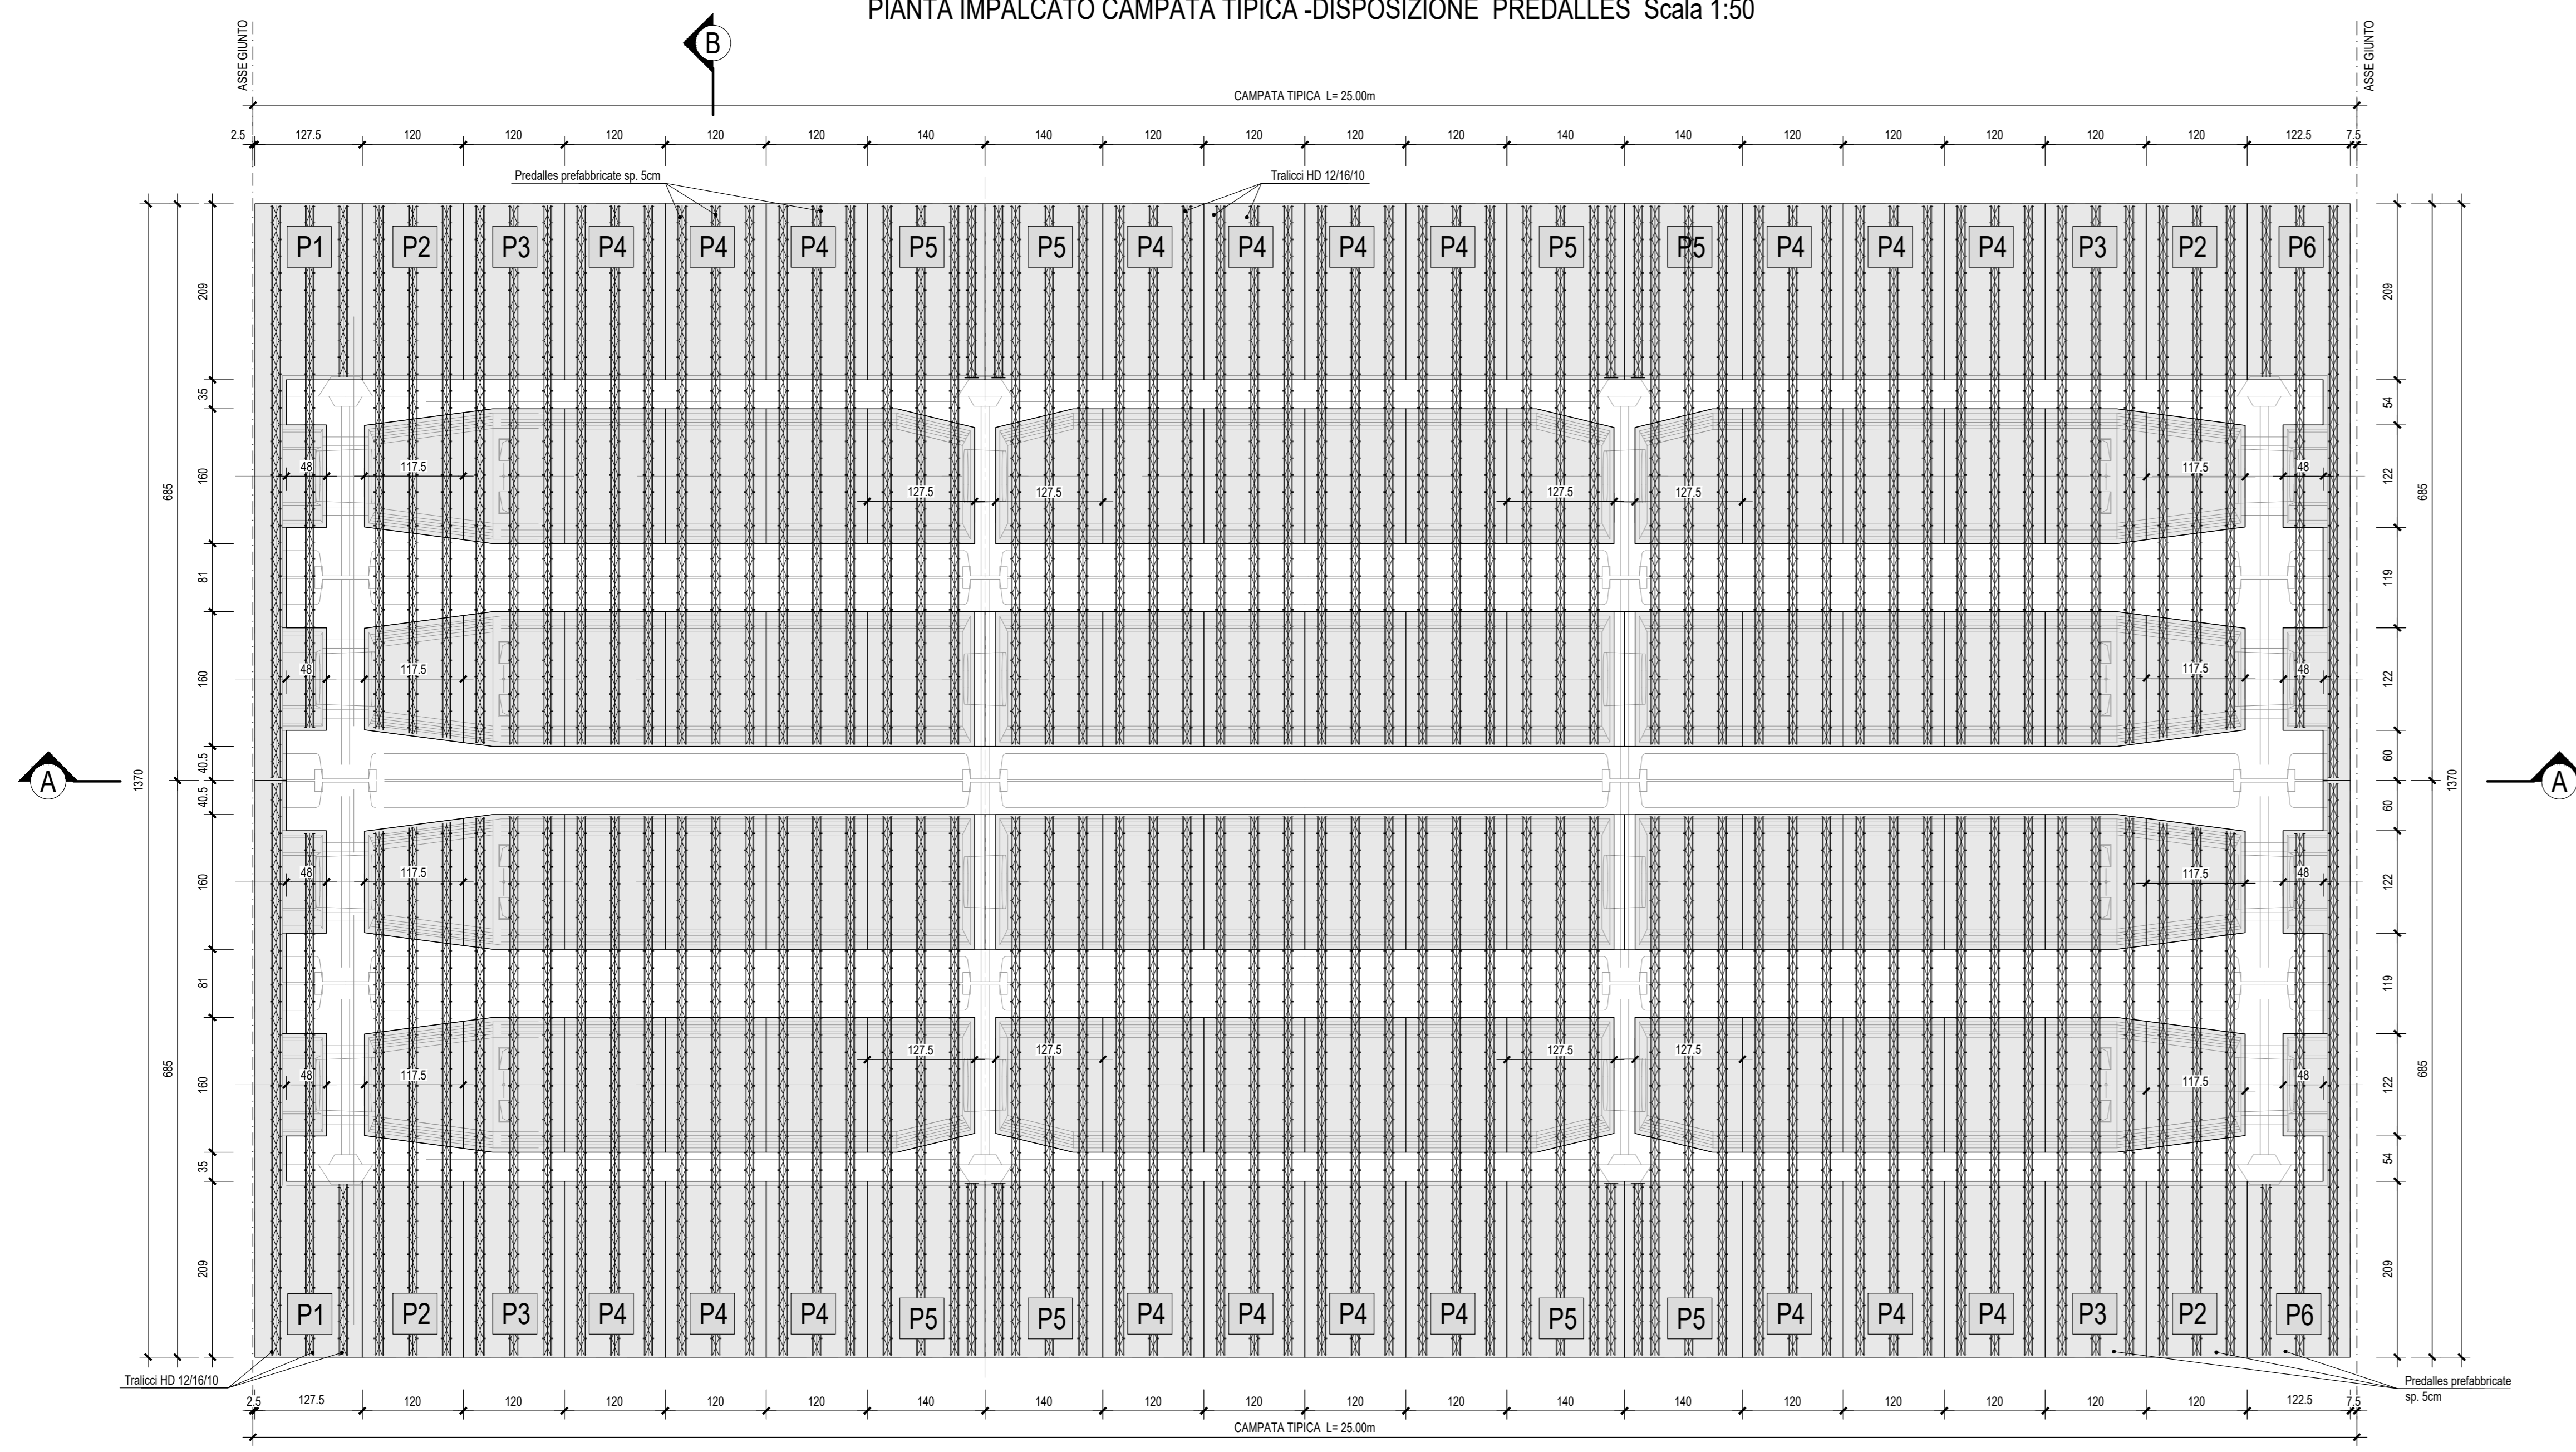 PIANTA IMPALCATO CAMPATA TIPICA -DISPOSIZIONE PREDALLES Scala 1:50
ASSE GIUNTO
B
ASSE GIUNTO
CAMPATA TIPICA L= 25.00m
2.5 127.5 120 120 120 120 120 140 140 120 120 120 120 140 140 120 120 120 120 120 122.5 7.5
Predalles prefabbricate sp. 5cm
Tralicci HD 12/16/10
P1 P2 P3 P4 P4 P4 P5 P5 P4 P4 P4 P4 P5 P5 P4 P4 P4 P3 P2 P6
209 209
35 54
48 117.5 127.5 127.5 127.5 127.5 117.5 48
160 122
685 685
81 119
48 117.5 117.5 48
160 122
40.5 60
A 1370 1370 A
40.5 60
48 117.5 117.5 48
160 122
81 119
127.5 127.5 127.5 127.5
685 685
48 117.5 117.5 48
160 122
35 54
209 209
P1 P2 P3 P4 P4 P4 P5 P5 P4 P4 P4 P4 P5 P5 P4 P4 P4 P3 P2 P6
Tralicci HD 12/16/10
Predalles prefabbricate
sp. 5cm
2.5 127.5 120 120 120 120 120 140 140 120 120 120 120 140 140 120 120 120 120 120 122.5 7.5
CAMPATA TIPICA L= 25.00m